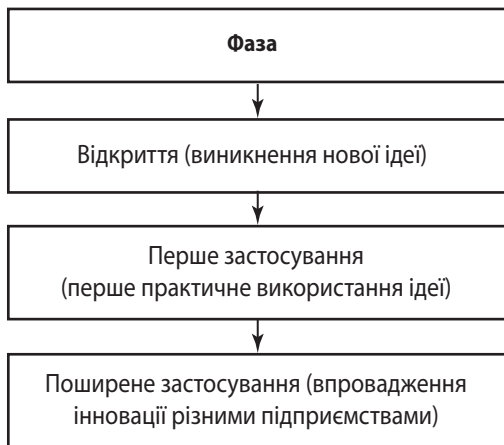 Фаза
Відкриття (виникнення нової ідеї)
Перше застосування
(перше практичне використання ідеї)
Поширене застосування (впровадження
інновації різними підприємствами)